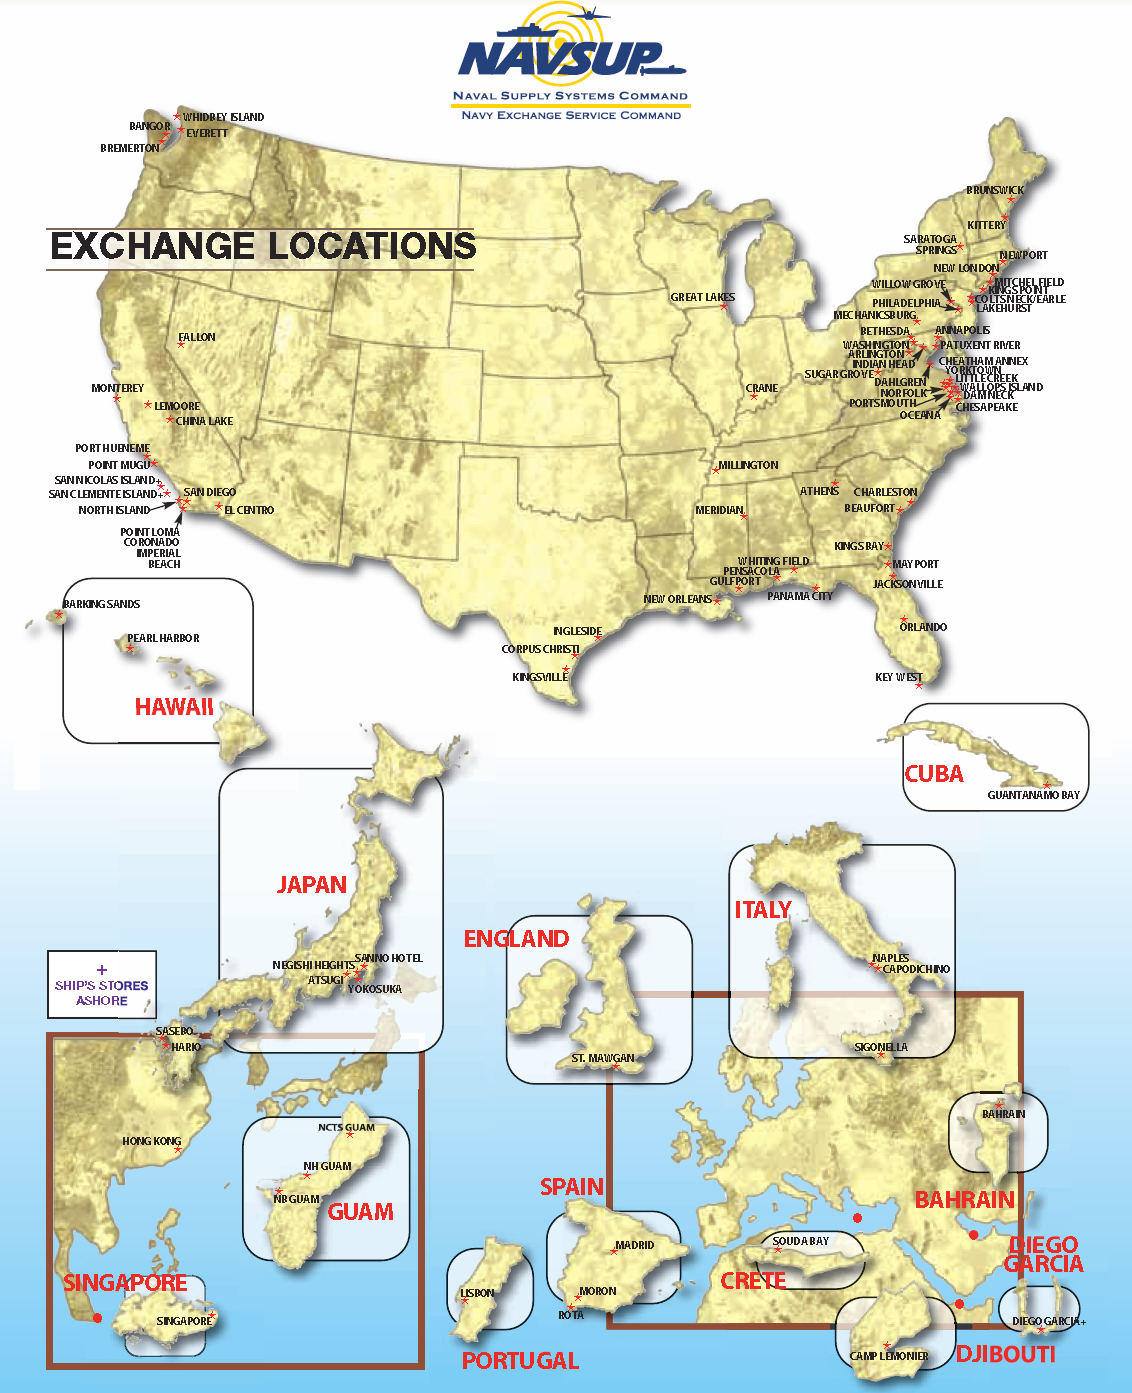 NAVSUP
NAVAL SUPPLY SYSTEMS COMMAND
NAVY EXCHANGE SERVICE COMMAND
EXCHANGE LOCATIONS
WHIDBEY ISLAND
BANGOR
EVERETT
BREMERTON
BRUNSWICK
KITTERY
SARATOGA
SPRINGS
NEWPORT
NEW LONDON
MITCHEL FIELD
WILLOW GROVE
KINGS POINT
COLTS NECK/EARLE
PHILADELPHIA
LAKEHURST
MECHANICSBURG
GREAT LAKES
BETHESDA
ANNAPOLIS
WASHINGTON
PATUXENT RIVER
ARLINGTON
INDIAN HEAD
CHEATHAM ANNEX
SUGAR GROVE
YORKTOWN
DAHLGREN
LITTLE CREEK
NORFOLK
WALLOPS ISLAND
PORTSMOUTH
DAM NECK
OCEANA
CHESAPEAKE
FALLON
MONTEREY
LEMOORE
CHINA LAKE
CRANE
PORT HUENEME
POINT MUGU
SAN NICOLAS ISLAND+
SAN CLEMENTE ISLAND+
SAN DIEGO
NORTH ISLAND
EL CENTRO
POINT LOMA
CORONADO
IMPERIAL
BEACH
MILLINGTON
ATHENS
CHARLESTON
MERIDIAN
BEAUFORT
KINGS BAY
WHITING FIELD
MAYPORT
PENSACOLA
GULFPORT
JACKSONVILLE
NEW ORLEANS
PANAMA CITY
INGLESIDE
ORLANDO
CORPUS CHRISTI
KINGSVILLE
KEY WEST
BARKING SANDS
PEARL HARBOR
HAWAII
CUBA
GUANTANAMO BAY
JAPAN
SANNO HOTEL
NEGISHI HEIGHTS
ATSUGI
YOKOSUKA
ENGLAND
ST. MAWGAN
ITALY
NAPLES
CAPODICHINO
SIGONELLA
+
SHIP'S STORES
ASHORE
SASEBO
HARIO
HONG KONG
NCTS GUAM
NH GUAM
NB GUAM
GUAM
BAHRAIN
BAHRAIN
SPAIN
MADRID
MORON
ROTA
SOUDA BAY
CRETE
DIEGO
GARCIA
DIEGO GARCIA+
SINGAPORE
SINGAPORE
LISBON
PORTUGAL
CAMP LEMONIER
DJIBOUTI